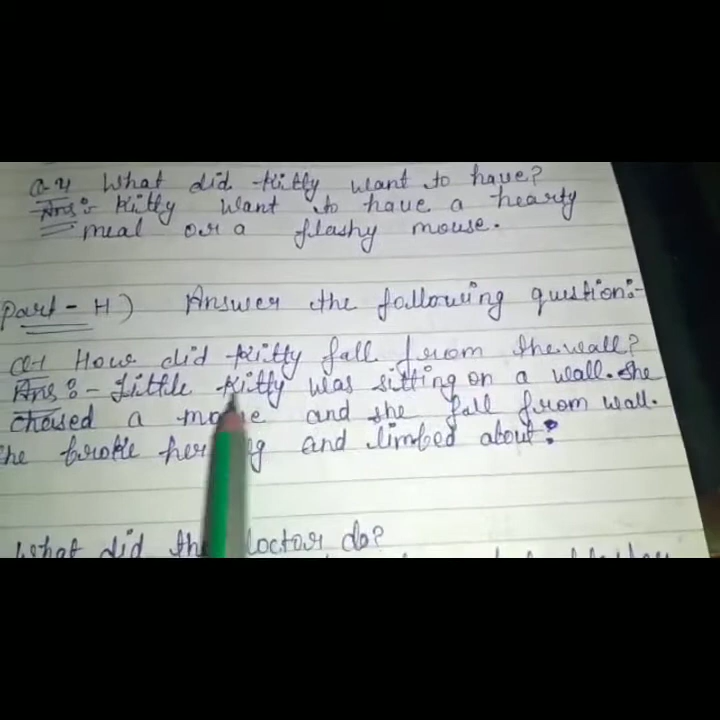 Q-4 What did Kitty want to have?
Ans:- Kitty want to have a hearty
meal or a flashy mouse.
Part - H) Answer the following question:-
Q-1 How did Kitty fall from the wall?
Ans:- Little Kitty was sitting on a wall. She
chased a and she fall from wall.
he broke her and limbed about.
What did the doctor do?